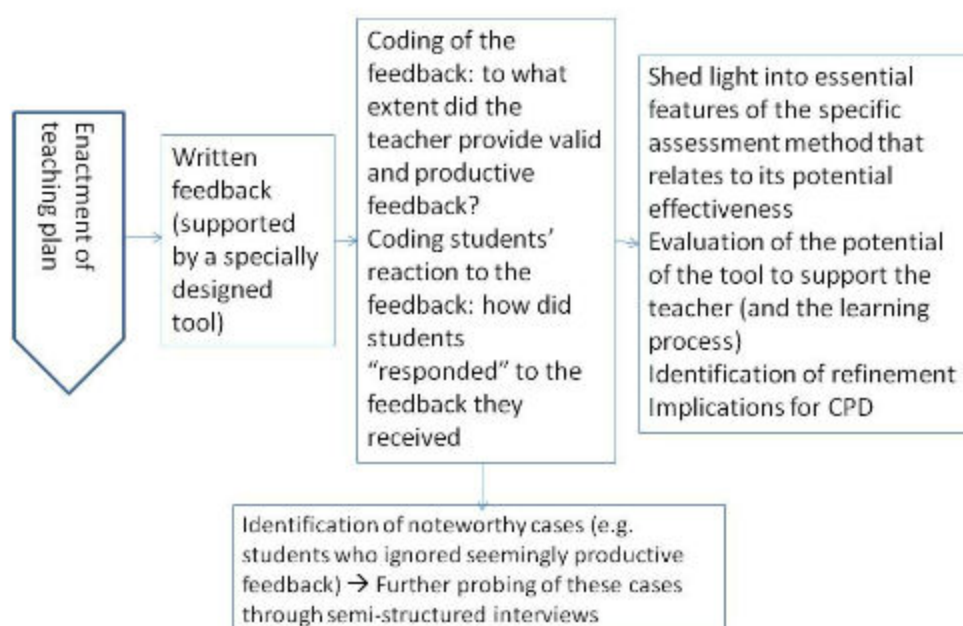 Enactment of
teaching plan
Written
feedback
(supported
by a specially
designed
tool)
Coding of the
feedback: to what
extent did the
teacher provide valid
and productive
feedback?
Coding students’
reaction to the
feedback: how did
students
“responded” to the
feedback they
received
Shed light into essential
features of the specific
assessment method that
relates to its potential
effectiveness
Evaluation of the potential
of the tool to support the
teacher (and the learning
process)
Identification of refinement
Implications for CPD
Identification of noteworthy cases (e.g.
students who ignored seemingly productive
feedback) → Further probing of these cases
through semi-structured interviews